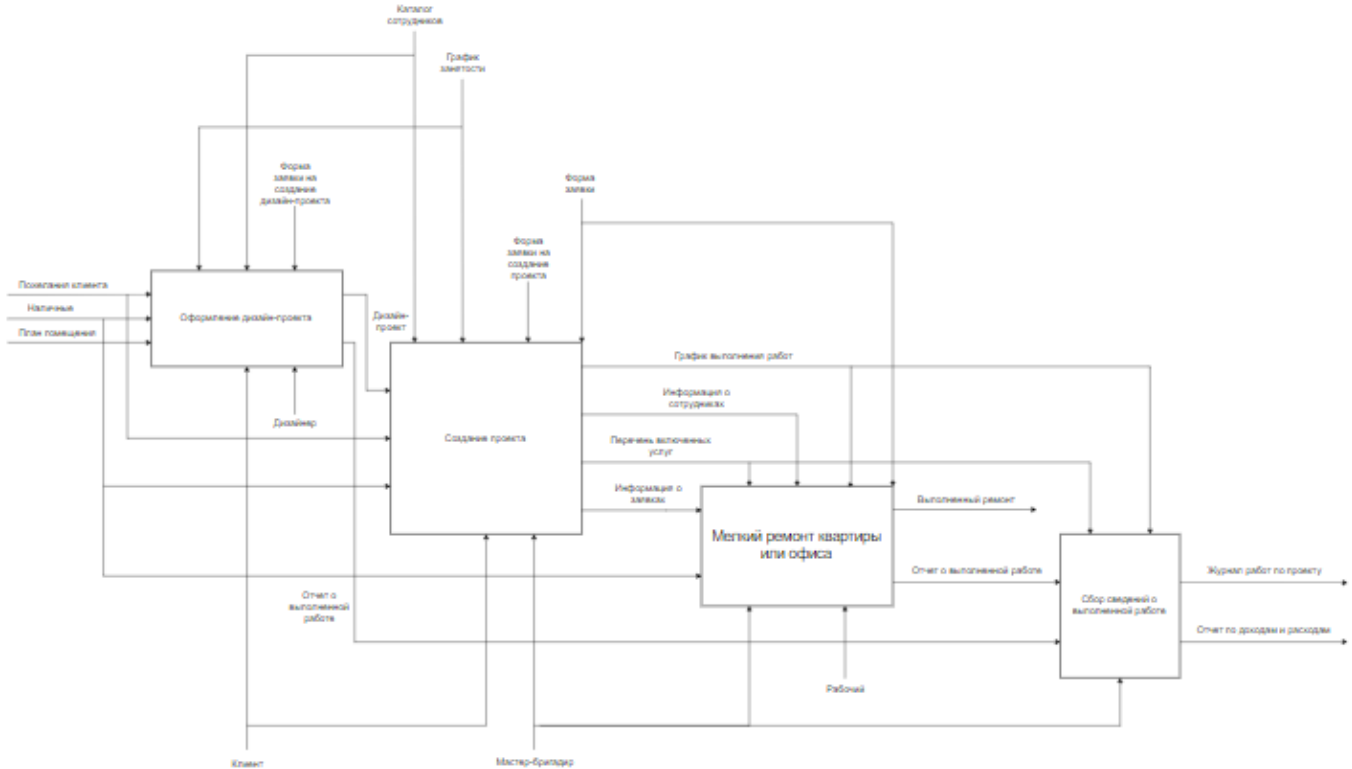 Каталог
сотрудников
График
занятости
Форма
заявки на
создание
дизайн-проекта
Форма
заявки
Форма
заявки на
создание
проекта
Пожелания клиента
Наличные
План помещения
Оформление дизайн-проекта
Дизайн-
проект
Дизайнер
График выполнения работ
Информация о
сотрудниках
Создание проекта
Перечень включенных
услуг
Информация о
заявках
Выполненный ремонт
Мелкий ремонт квартиры
или офиса
Отчет о выполненной работе
Журнал работ по проекту
Отчет о
выполненной
работе
Сбор сведений о
выполненной работе
Отчет по доходам и расходам
Рабочий
Клиент
Мастер-бригадир